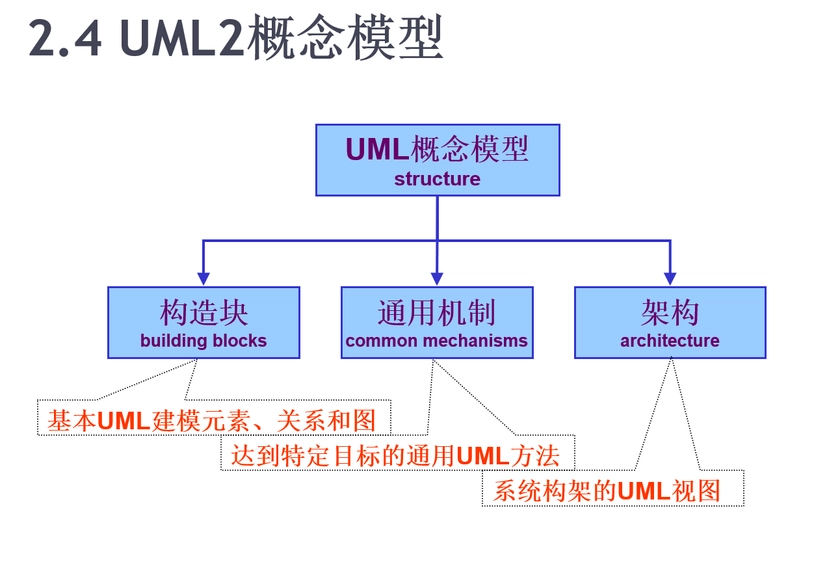 2.4 UML2概念模型
UML概念模型
structure
构造块
building blocks
通用机制
common mechanisms
架构
architecture
基本UML建模元素、关系和图
达到特定目标的通用UML方法
系统构架的UML视图